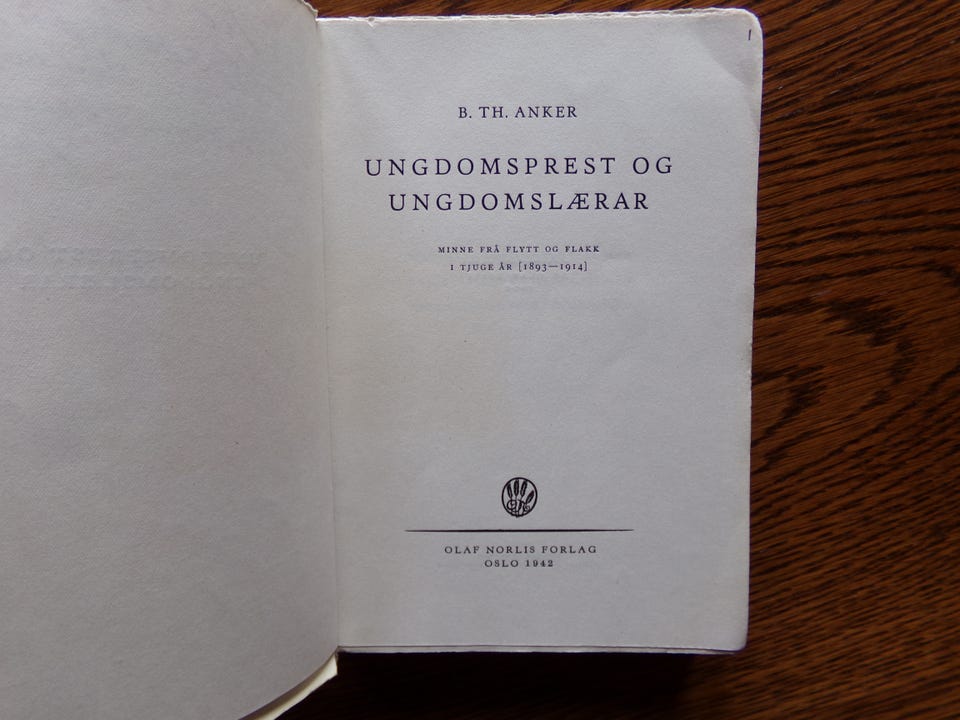 B. TH. ANKER
UNGDOMSPREST OG
UNGDOMSLÆRAR
MINNE FRÅ FLYTT OG FLAKK
I TJUGE ÅR [1893—1914]
OLAF NORLIS FORLAG
OSLO 1942